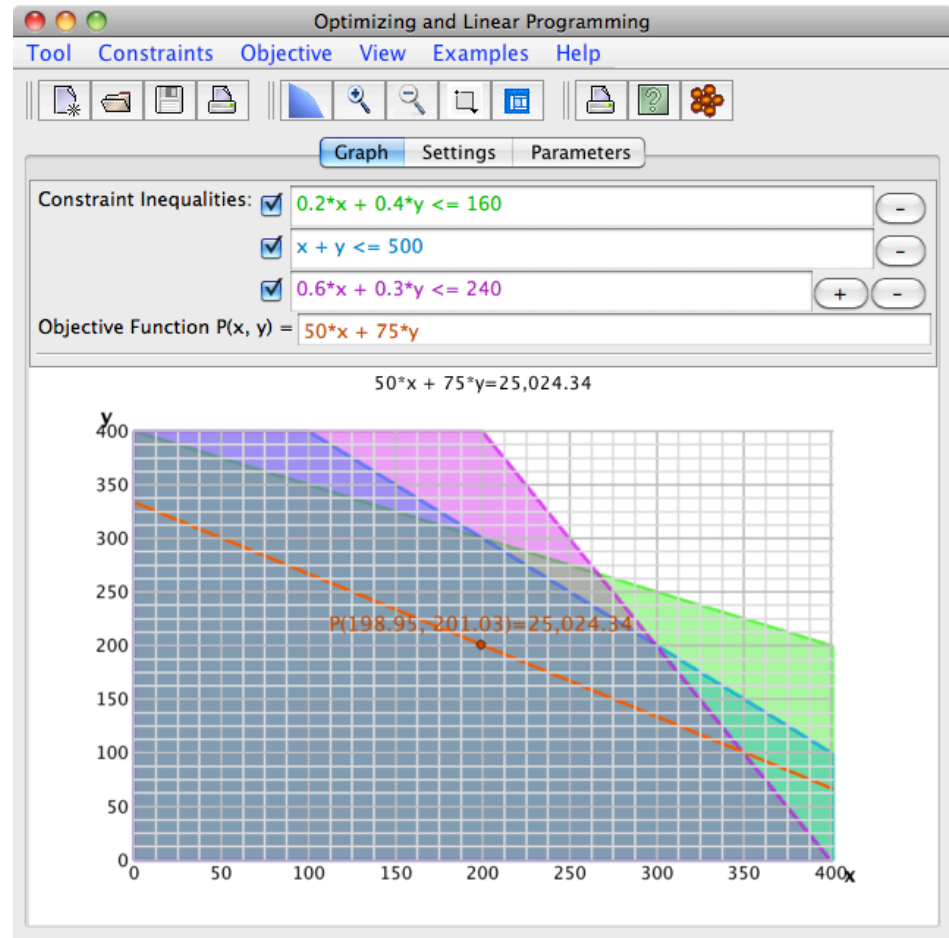 Optimizing and Linear Programming
Tool Constraints Objective View Examples Help
Graph Settings Parameters
Constraint Inequalities: 0.2*x + 0.4*y <= 160 -
x + y <= 500 -
0.6*x + 0.3*y <= 240 + -
Objective Function P(x, y) = 50*x + 75*y
50*x + 75*y=25,024.34
y
400
350
300
250
P(198.95, 201.03)=25,024.34
200
150
100
50
0
0 50 100 150 200 250 300 350 400 x